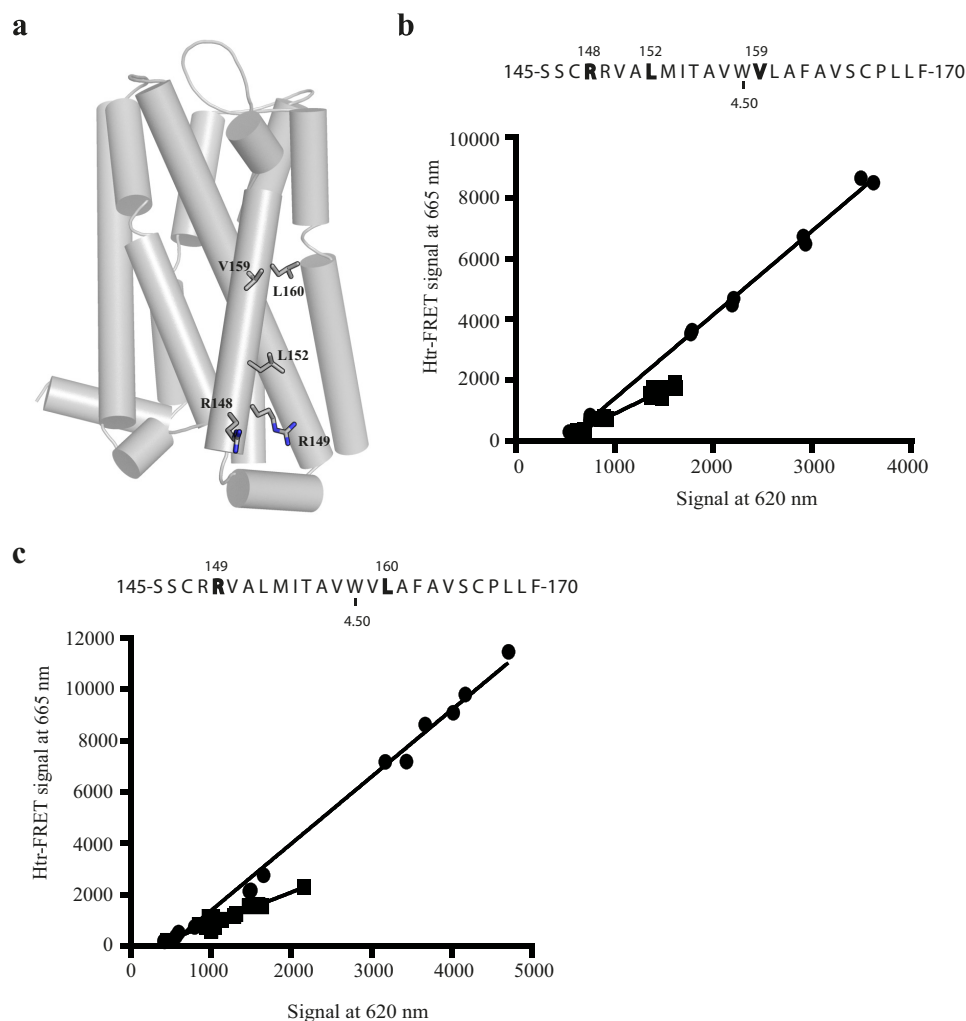 a
V159
L160
L152
R148
R149
b
148 152 159
145-SSCRRVALMITAVWVLAFAVSCPLLF-170
4.50
Htr-FRET signal at 665 nm
10000
8000
6000
4000
2000
0
0 1000 2000 3000 4000
Signal at 620 nm
c
149 160
145-SSCRRVALMITAVWVLAFAVSCPLLF-170
4.50
Htr-FRET signal at 665 nm
12000
10000
8000
6000
4000
2000
0
0 1000 2000 3000 4000 5000
Signal at 620 nm